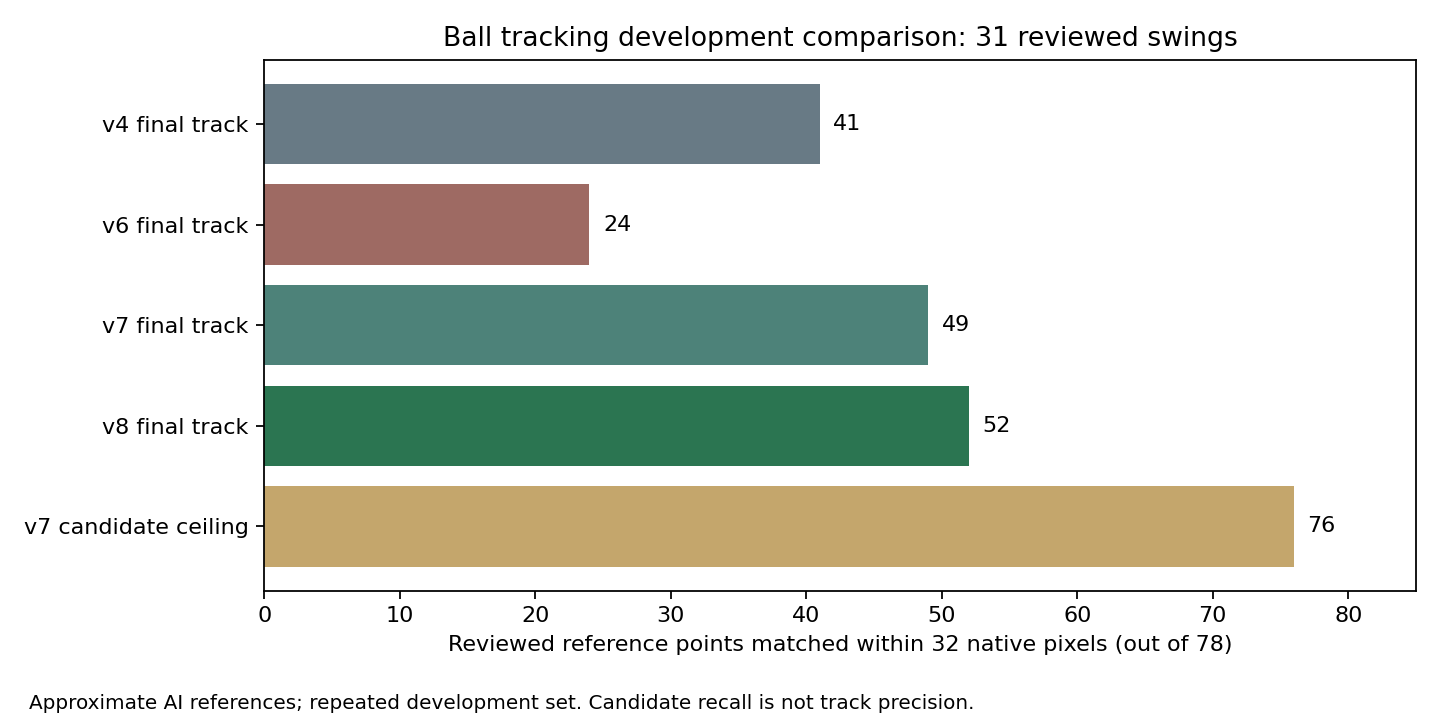 Ball tracking development comparison: 31 reviewed swings
v4 final track 41
v6 final track 24
v7 final track 49
v8 final track 52
v7 candidate ceiling 76
0 10 20 30 40 50 60 70 80
Reviewed reference points matched within 32 native pixels (out of 78)
Approximate AI references; repeated development set. Candidate recall is not track precision.